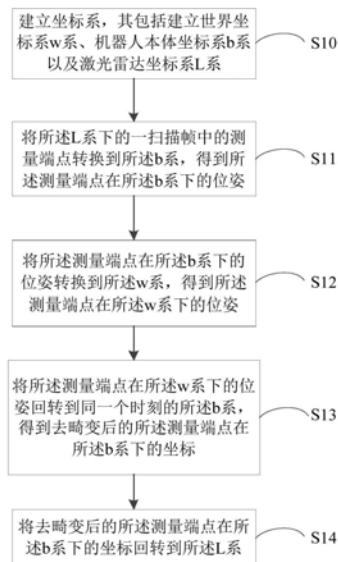 建立坐标系，其包括建立世界坐
标系w系、机器人本体坐标系b系
以及激光雷达坐标系L系
S10
将所述L系下的一扫描帧中的测
量端点转换到所述b系，得到所
述测量端点在所述b系下的位姿
S11
将所述测量端点在所述b系下的
位姿转换到所述w系，得到所述
测量端点在所述w系下的位姿
S12
将所述测量端点在所述w系下的位
姿回转到同一个时刻的所述b系，
得到去畸变后的所述测量端点在
所述b系下的坐标
S13
将去畸变后的所述测量端点在所
述b系下的坐标回转到所述L系
S14